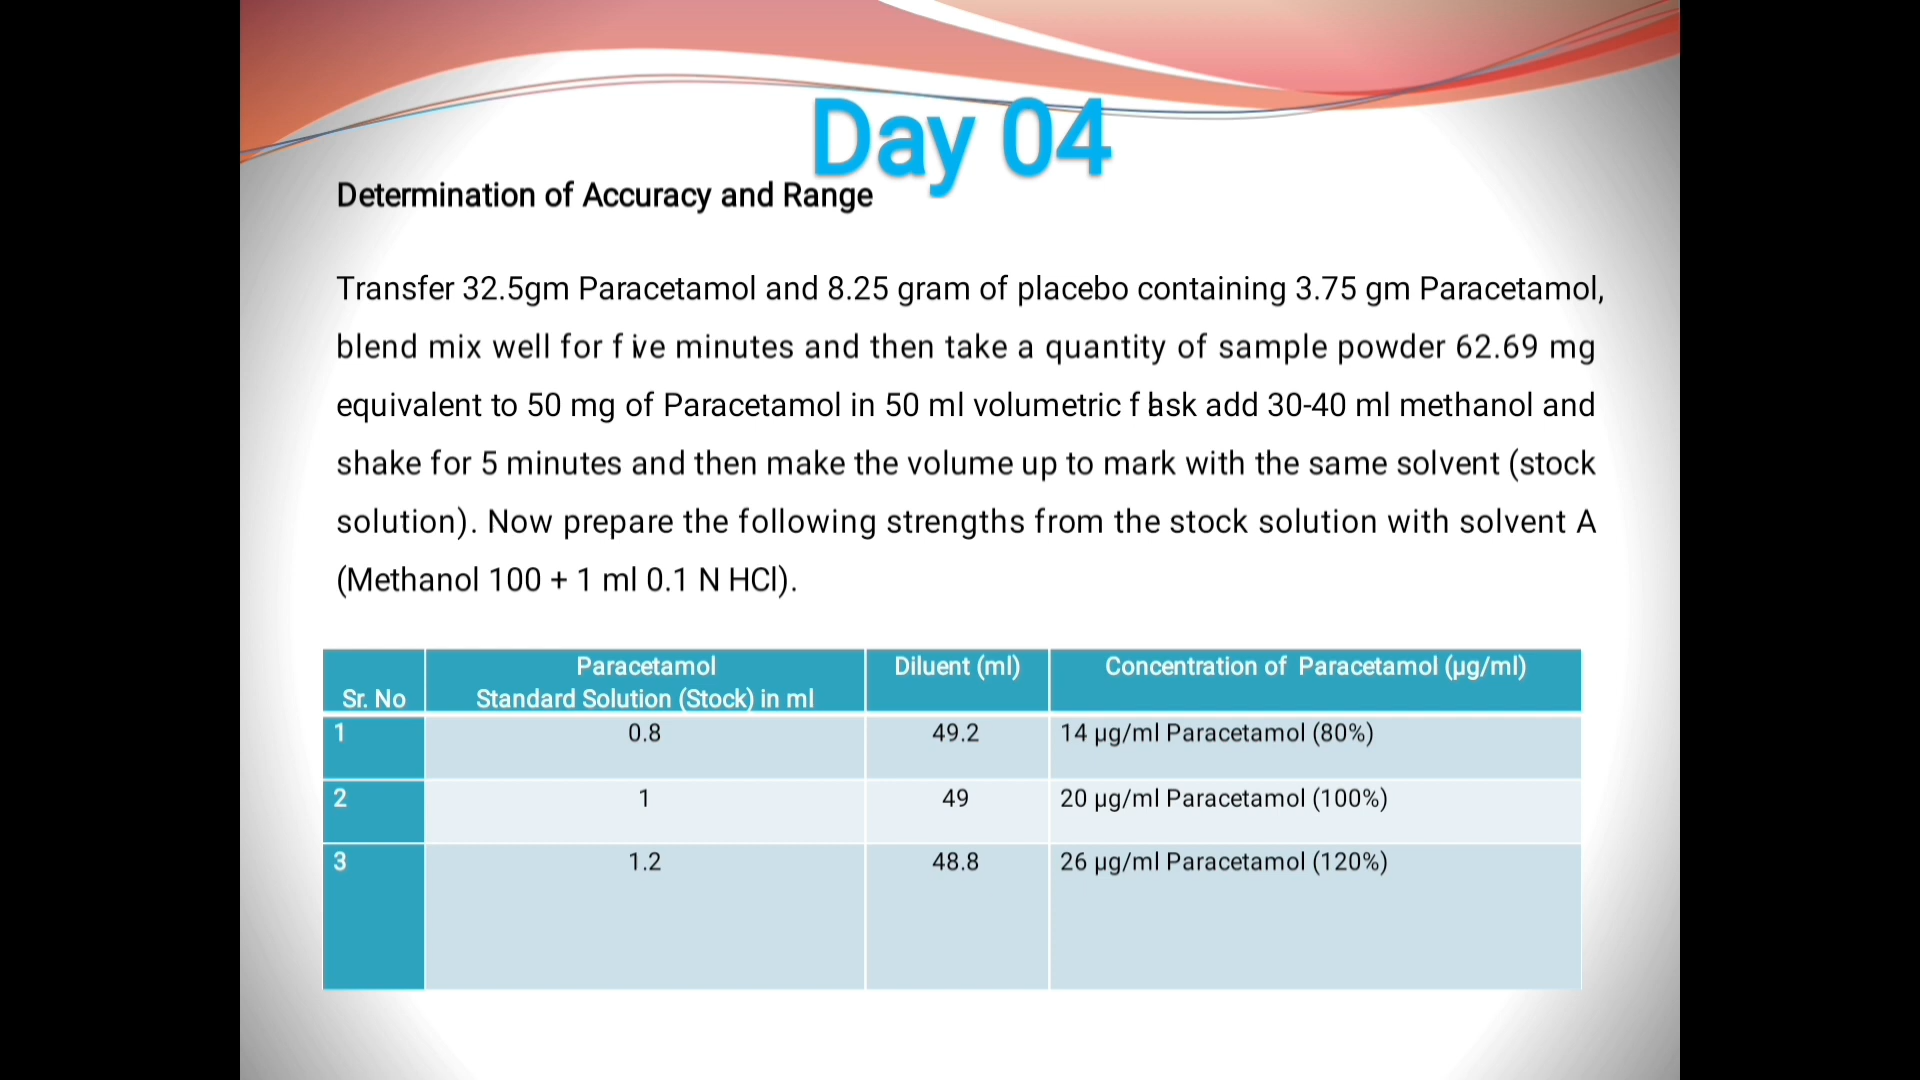 Day 04
Determination of Accuracy and Range
Transfer 32.5gm Paracetamol and 8.25 gram of placebo containing 3.75 gm Paracetamol,
blend mix well for five minutes and then take a quantity of sample powder 62.69 mg
equivalent to 50 mg of Paracetamol in 50 ml volumetric flask add 30-40 ml methanol and
shake for 5 minutes and then make the volume up to mark with the same solvent (stock
solution). Now prepare the following strengths from the stock solution with solvent A
(Methanol 100 + 1 ml 0.1 N HCl).
Sr. No
Paracetamol
Standard Solution (Stock) in ml
Diluent (ml)
Concentration of Paracetamol (µg/ml)
1 0.8 49.2 14 µg/ml Paracetamol (80%)
2 1 49 20 µg/ml Paracetamol (100%)
3 1.2 48.8 26 µg/ml Paracetamol (120%)